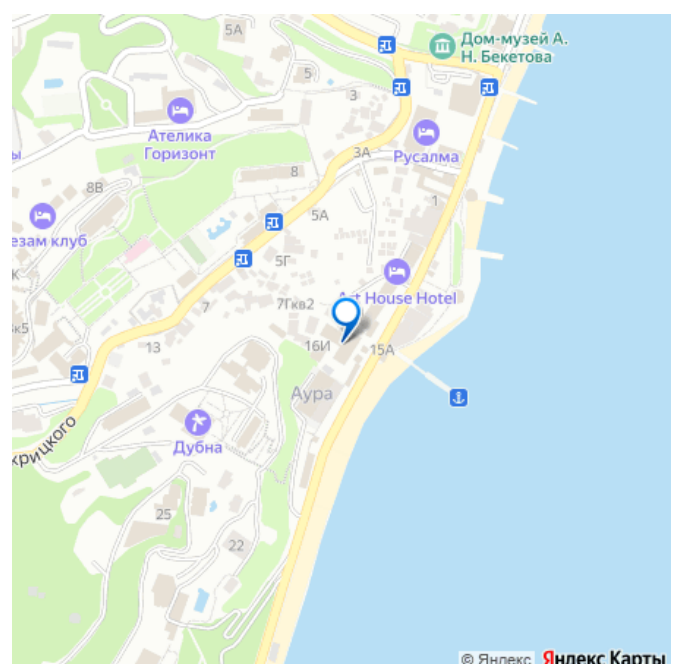 5А
Дом-музей А.
Н. Бекетова
5
3
Ателика
Горизонт
ы
3А
Русалма
8
8В
1
5А
езам клуб
5Г
к
Art House Hotel
7
7Гкв2
3к5
13
16И
15А
Аура
крицкого
Дубна
25
22
© Яндекс Яндекс Карты